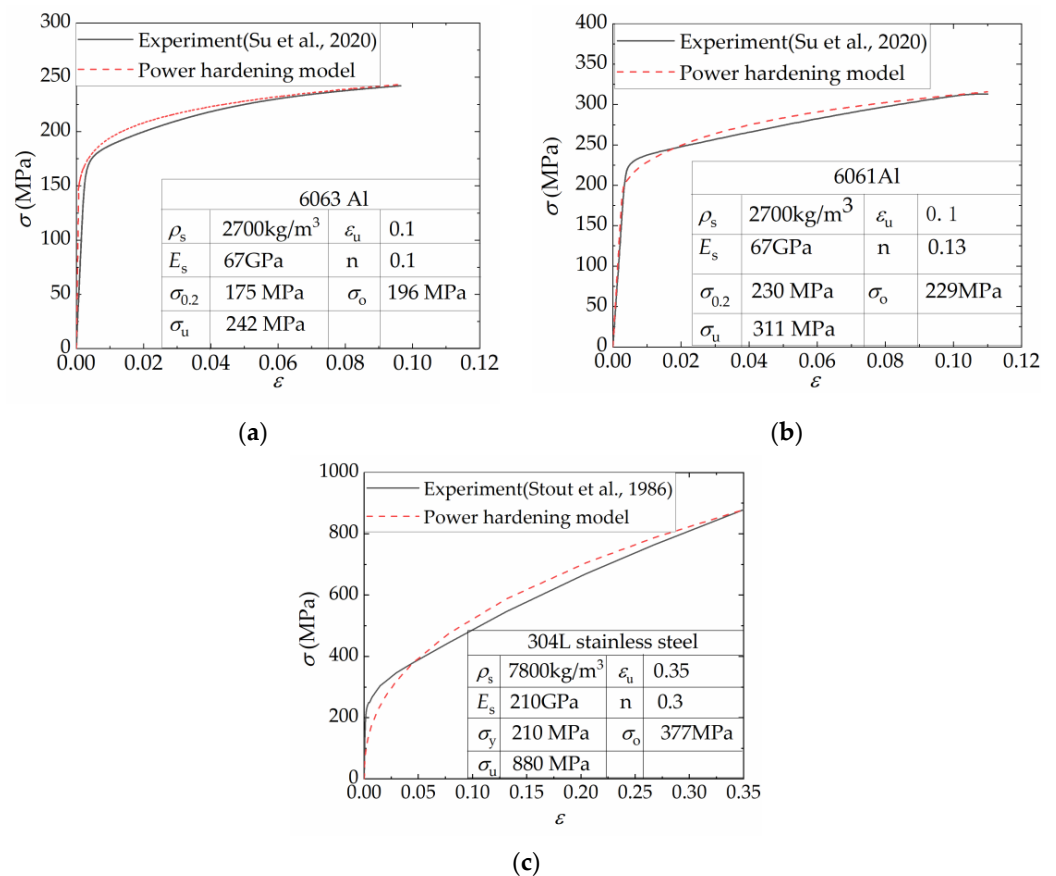 300
250
200
150
100
50
0
σ (MPa)
Experiment(Su et al., 2020)
Power hardening model
6063 Al
ρs 2700kg/m³ εu 0.1
Es 67GPa n 0.1
σ0.2 175 MPa σo 196 MPa
σu 242 MPa
0.00 0.02 0.04 0.06 0.08 0.10 0.12
ε
(a)
400
350
300
250
200
150
100
50
0
σ (MPa)
Experiment(Su et al., 2020)
Power hardening model
6061Al
ρs 2700kg/m³ εu 0.1
Es 67GPa n 0.13
σ0.2 230 MPa σo 229MPa
σu 311 MPa
0.00 0.02 0.04 0.06 0.08 0.10 0.12
ε
(b)
1000
800
600
400
200
0
σ (MPa)
Experiment(Stout et al., 1986)
Power hardening model
304L stainless steel
ρs 7800kg/m³ εu 0.35
Es 210GPa n 0.3
σy 210 MPa σo 377MPa
σu 880 MPa
0.00 0.05 0.10 0.15 0.20 0.25 0.30 0.35
ε
(c)